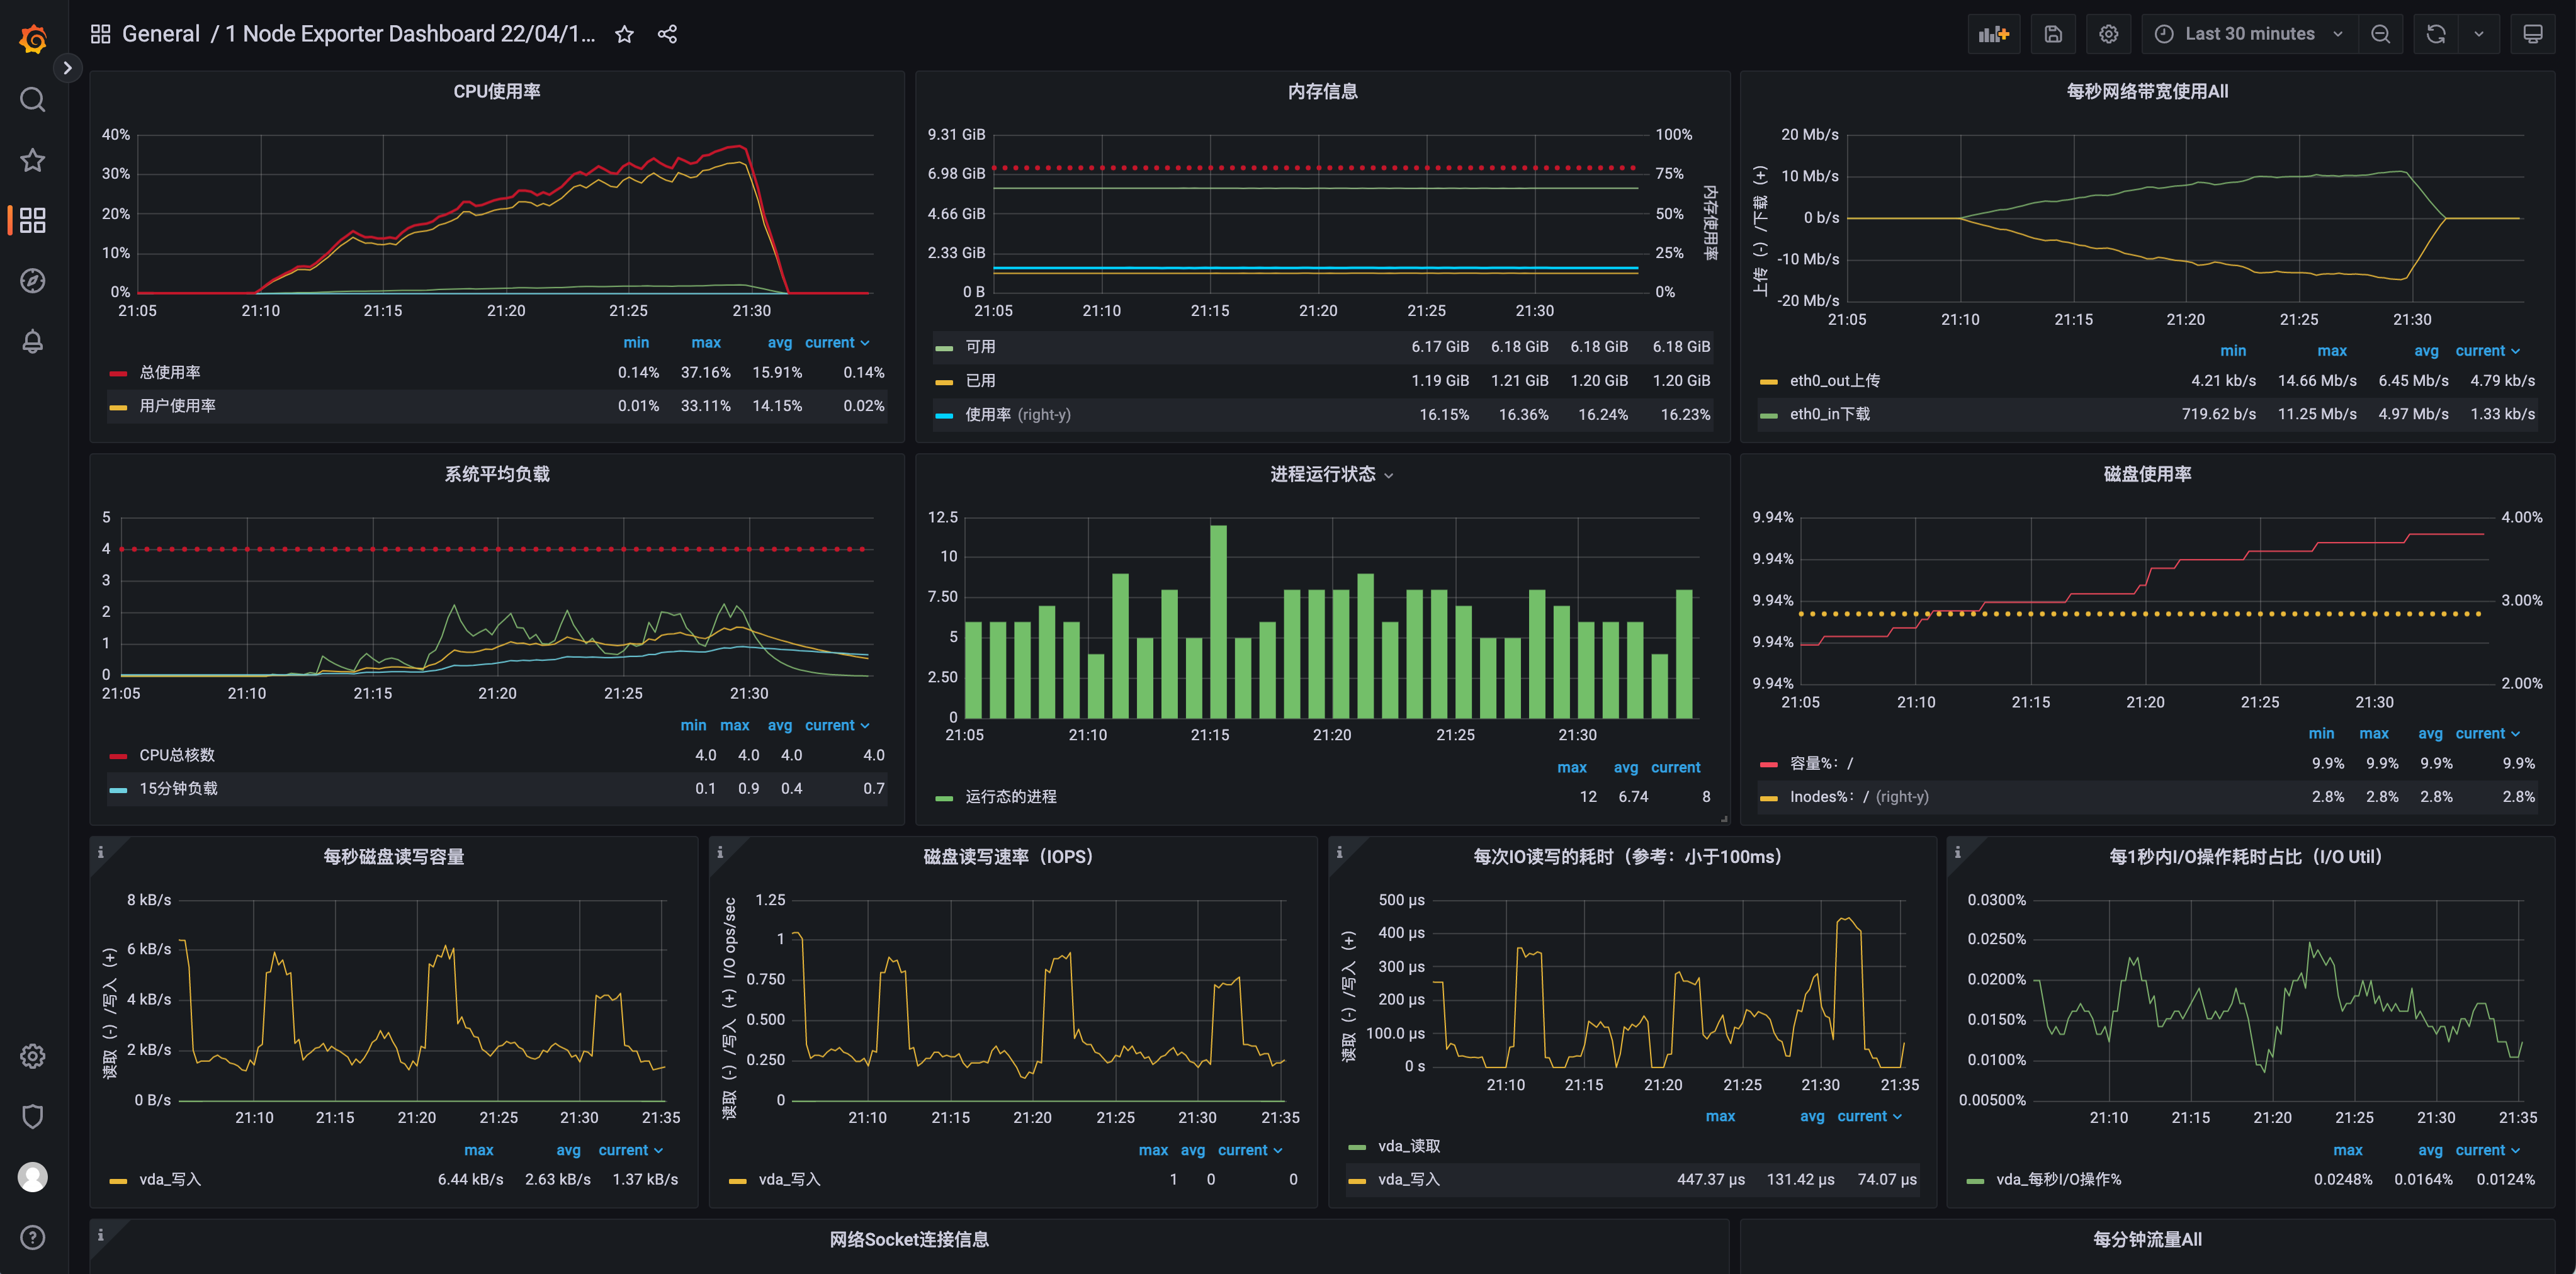 General / 1 Node Exporter Dashboard 22/04/1...
Last 30 minutes
CPU使用率
40%
30%
20%
10%
0%
21:05 21:10 21:15 21:20 21:25 21:30
min max avg current
总使用率 0.14% 37.16% 15.91% 0.14%
用户使用率 0.01% 33.11% 14.15% 0.02%
内存信息
9.31 GiB 100%
6.98 GiB 75%
4.66 GiB 50%
2.33 GiB 25%
0 B 0%
内存使用率
21:05 21:10 21:15 21:20 21:25 21:30
可用 6.17 GiB 6.18 GiB 6.18 GiB 6.18 GiB
已用 1.19 GiB 1.21 GiB 1.20 GiB 1.20 GiB
使用率 (right-y) 16.15% 16.36% 16.24% 16.23%
每秒网络带宽使用All
上传（-）/下载（+）
20 Mb/s
10 Mb/s
0 b/s
-10 Mb/s
-20 Mb/s
21:05 21:10 21:15 21:20 21:25 21:30
min max avg current
eth0_out上传 4.21 kb/s 14.66 Mb/s 6.45 Mb/s 4.79 kb/s
eth0_in下载 719.62 b/s 11.25 Mb/s 4.97 Mb/s 1.33 kb/s
系统平均负载
5
4
3
2
1
0
21:05 21:10 21:15 21:20 21:25 21:30
min max avg current
CPU总核数 4.0 4.0 4.0 4.0
15分钟负载 0.1 0.9 0.4 0.7
进程运行状态
12.5
10
7.50
5
2.50
0
21:05 21:10 21:15 21:20 21:25 21:30
max avg current
运行态的进程 12 6.74 8
磁盘使用率
9.94% 4.00%
9.94%
9.94% 3.00%
9.94%
9.94% 2.00%
21:05 21:10 21:15 21:20 21:25 21:30
min max avg current
容量%：/ 9.9% 9.9% 9.9% 9.9%
Inodes%：/ (right-y) 2.8% 2.8% 2.8% 2.8%
每秒磁盘读写容量
读取（-）/写入（+）
8 kB/s
6 kB/s
4 kB/s
2 kB/s
0 B/s
21:10 21:15 21:20 21:25 21:30 21:35
max avg current
vda_写入 6.44 kB/s 2.63 kB/s 1.37 kB/s
磁盘读写速率（IOPS）
读取（-）/写入（+）I/O ops/sec
1.25
1
0.750
0.500
0.250
0
21:10 21:15 21:20 21:25 21:30 21:35
max avg current
vda_写入 1 0 0
每次IO读写的耗时（参考：小于100ms）
读取（-）/写入（+）
500 µs
400 µs
300 µs
200 µs
100.0 µs
0 s
21:10 21:15 21:20 21:25 21:30 21:35
max avg current
vda_读取
vda_写入 447.37 µs 131.42 µs 74.07 µs
每1秒内I/O操作耗时占比（I/O Util）
0.0300%
0.0250%
0.0200%
0.0150%
0.0100%
0.00500%
21:10 21:15 21:20 21:25 21:30 21:35
max avg current
vda_每秒I/O操作% 0.0248% 0.0164% 0.0124%
网络Socket连接信息
每分钟流量All